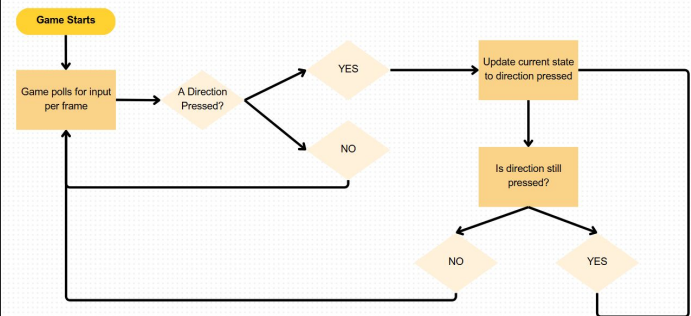 Game Starts
Game polls for input
per frame
A Direction
Pressed?
YES
NO
Update current state
to direction pressed
Is direction still
pressed?
NO
YES